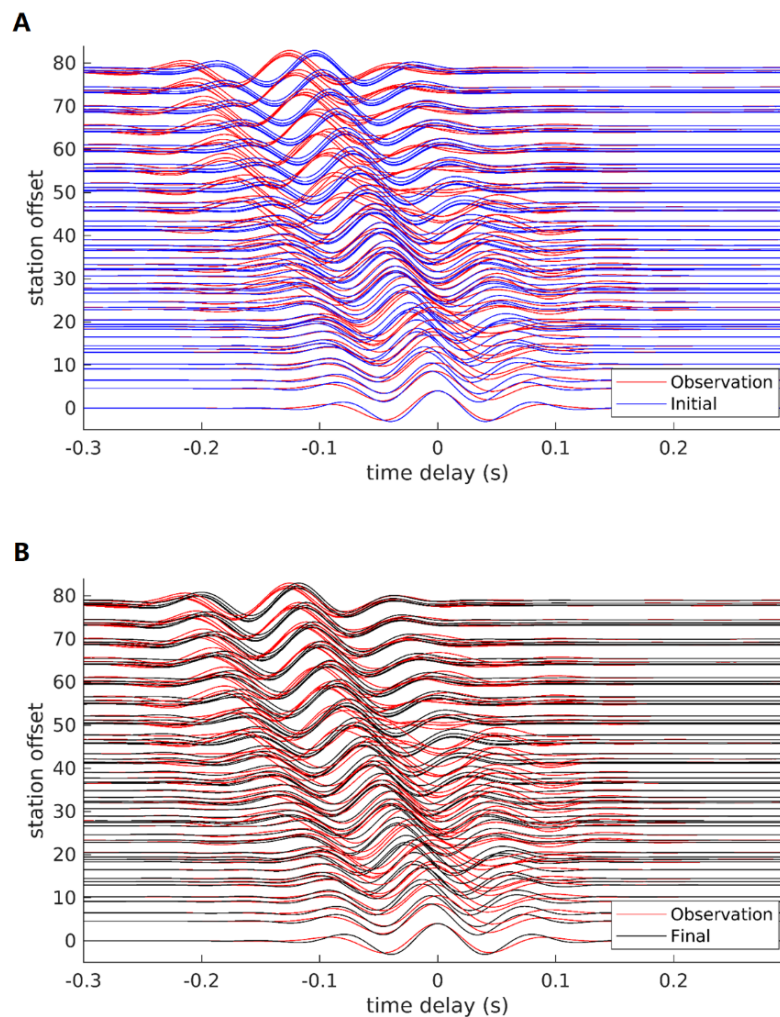 A
80
70
60
50
40
30
20
10
0
station offset
-0.3 -0.2 -0.1 0 0.1 0.2
time delay (s)
Observation
Initial
B
80
70
60
50
40
30
20
10
0
station offset
-0.3 -0.2 -0.1 0 0.1 0.2
time delay (s)
Observation
Final